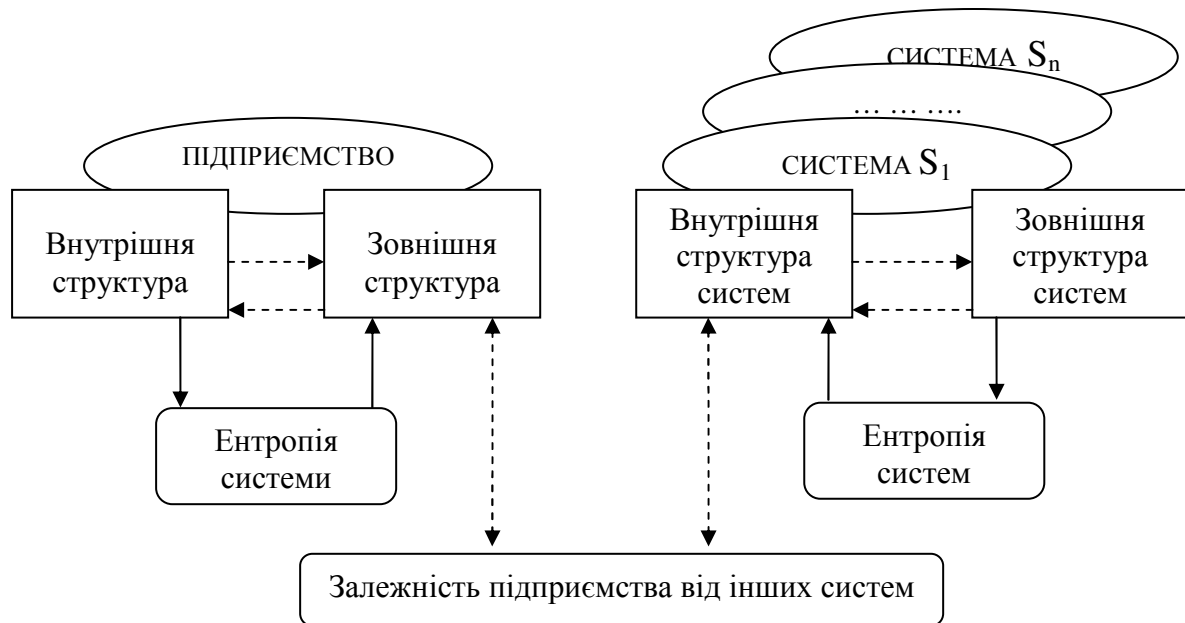 СИСТЕМА Sn
… … ….
ПІДПРИЄМСТВО
СИСТЕМА S1
Внутрішня
структура
Зовнішня
структура
Внутрішня
структура
систем
Зовнішня
структура
систем
Ентропія
системи
Ентропія
систем
Залежність підприємства від інших систем